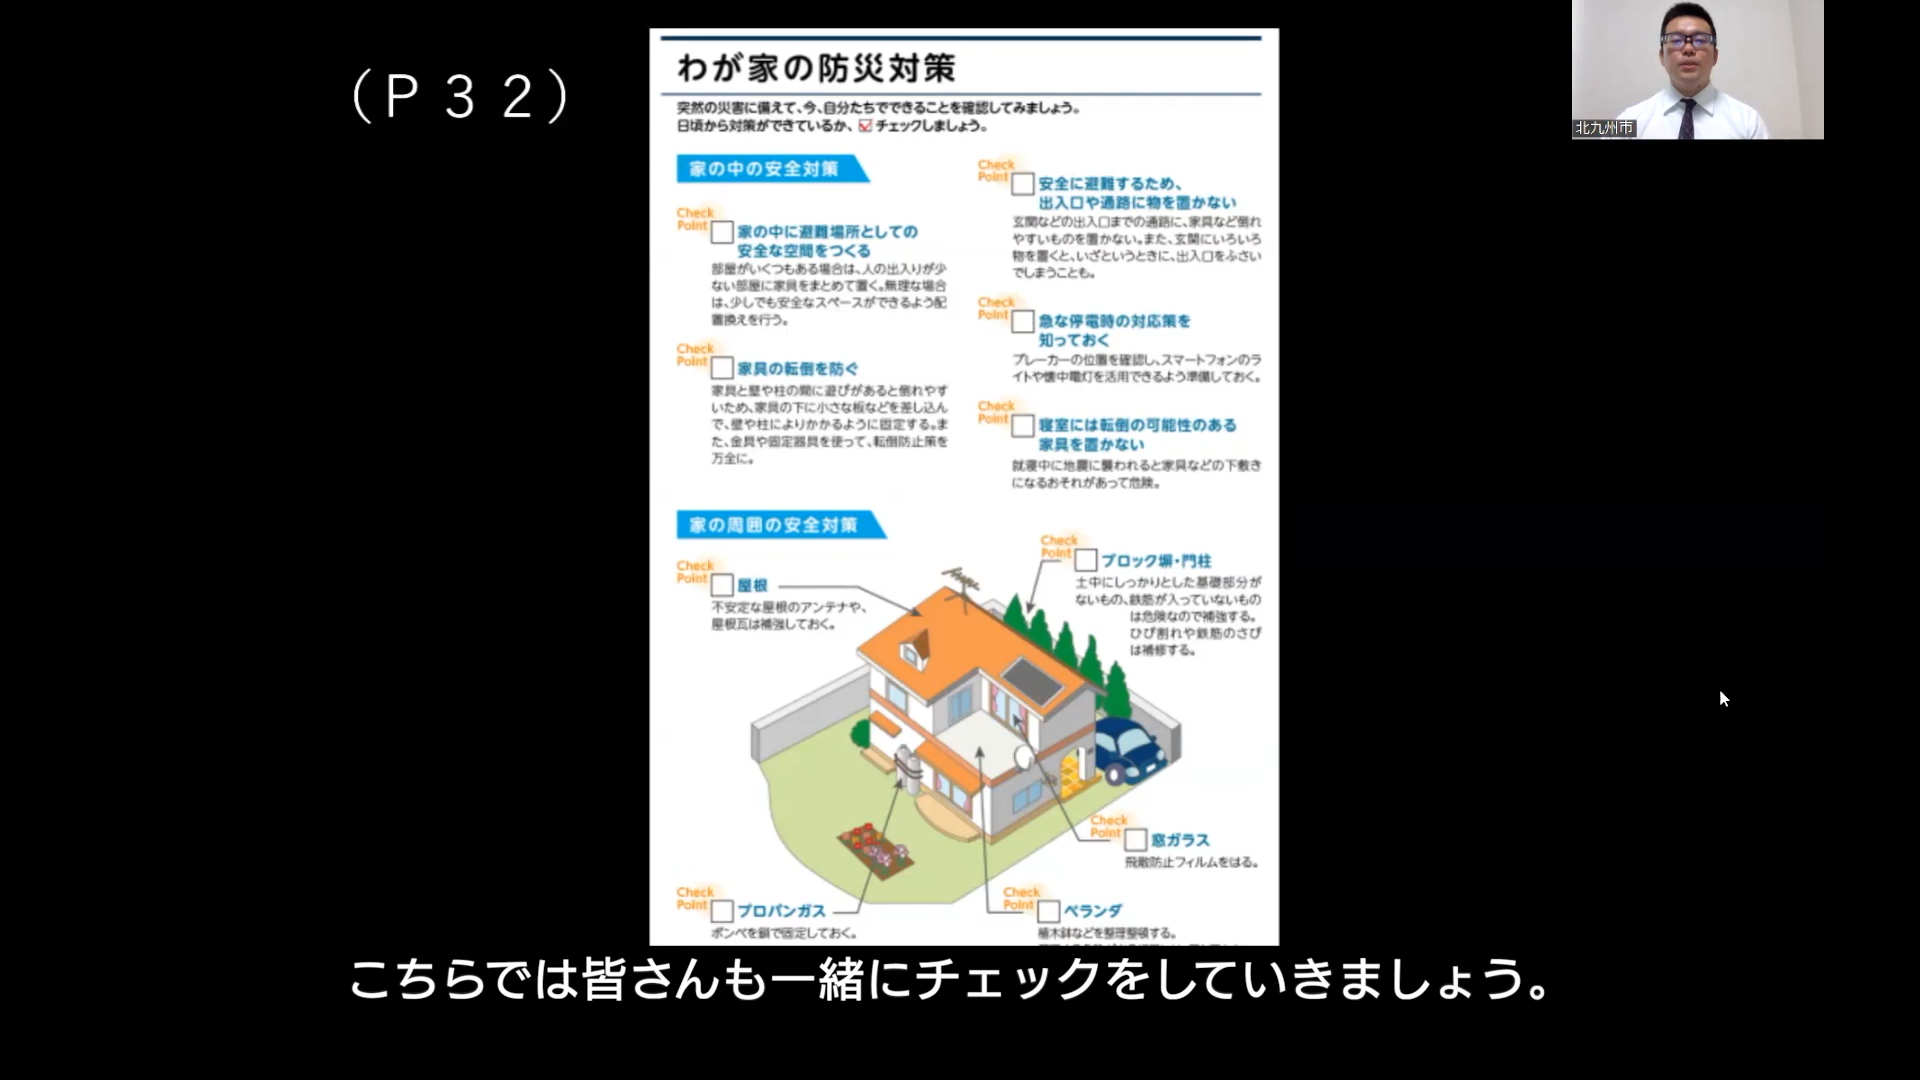 （Ｐ３２）
わが家の防災対策
突然の災害に備えて、今、自分たちでできることを確認してみましょう。
日頃から対策ができているか、☑チェックしましょう。
家の中の安全対策
Check
Point
家の中に避難場所としての
安全な空間をつくる
部屋がいくつもある場合は、人の出入りが少
ない部屋に家具をまとめて置く。無理な場合
は、少しでも安全なスペースができるよう配
置換えを行う。
Check
Point
家具の転倒を防ぐ
家具と壁や柱の間に遊びがあると倒れやす
いため、家具の下に小さな板などを差し込ん
で、壁や柱によりかかるように固定する。ま
た、金具や固定器具を使って、転倒防止策を
万全に。
Check
Point
安全に避難するため、
出入口や通路に物を置かない
玄関などの出入口までの通路に、家具など倒れ
やすいものを置かない。また、玄関にいろいろ
物を置くと、いざというときに、出入口をふさい
でしまうことも。
Check
Point
急な停電時の対応策を
知っておく
ブレーカーの位置を確認し、スマートフォンのラ
イトや懐中電灯を活用できるよう準備しておく。
Check
Point
寝室には転倒の可能性のある
家具を置かない
就寝中に地震に襲われると家具などの下敷き
になるおそれがあって危険。
家の周囲の安全対策
Check
Point
屋根
不安定な屋根のアンテナや、
屋根瓦は補強しておく。
Check
Point
ブロック塀・門柱
土中にしっかりとした基礎部分が
ないもの、鉄筋が入っていないもの
は危険なので補強する。
ひび割れや鉄筋のさび
は補修する。
Check
Point
窓ガラス
飛散防止フィルムをはる。
Check
Point
プロパンガス
ボンベを鎖で固定しておく。
Check
Point
ベランダ
植木鉢などを整理整頓する。
こちらでは皆さんも一緒にチェックをしていきましょう。
北九州市